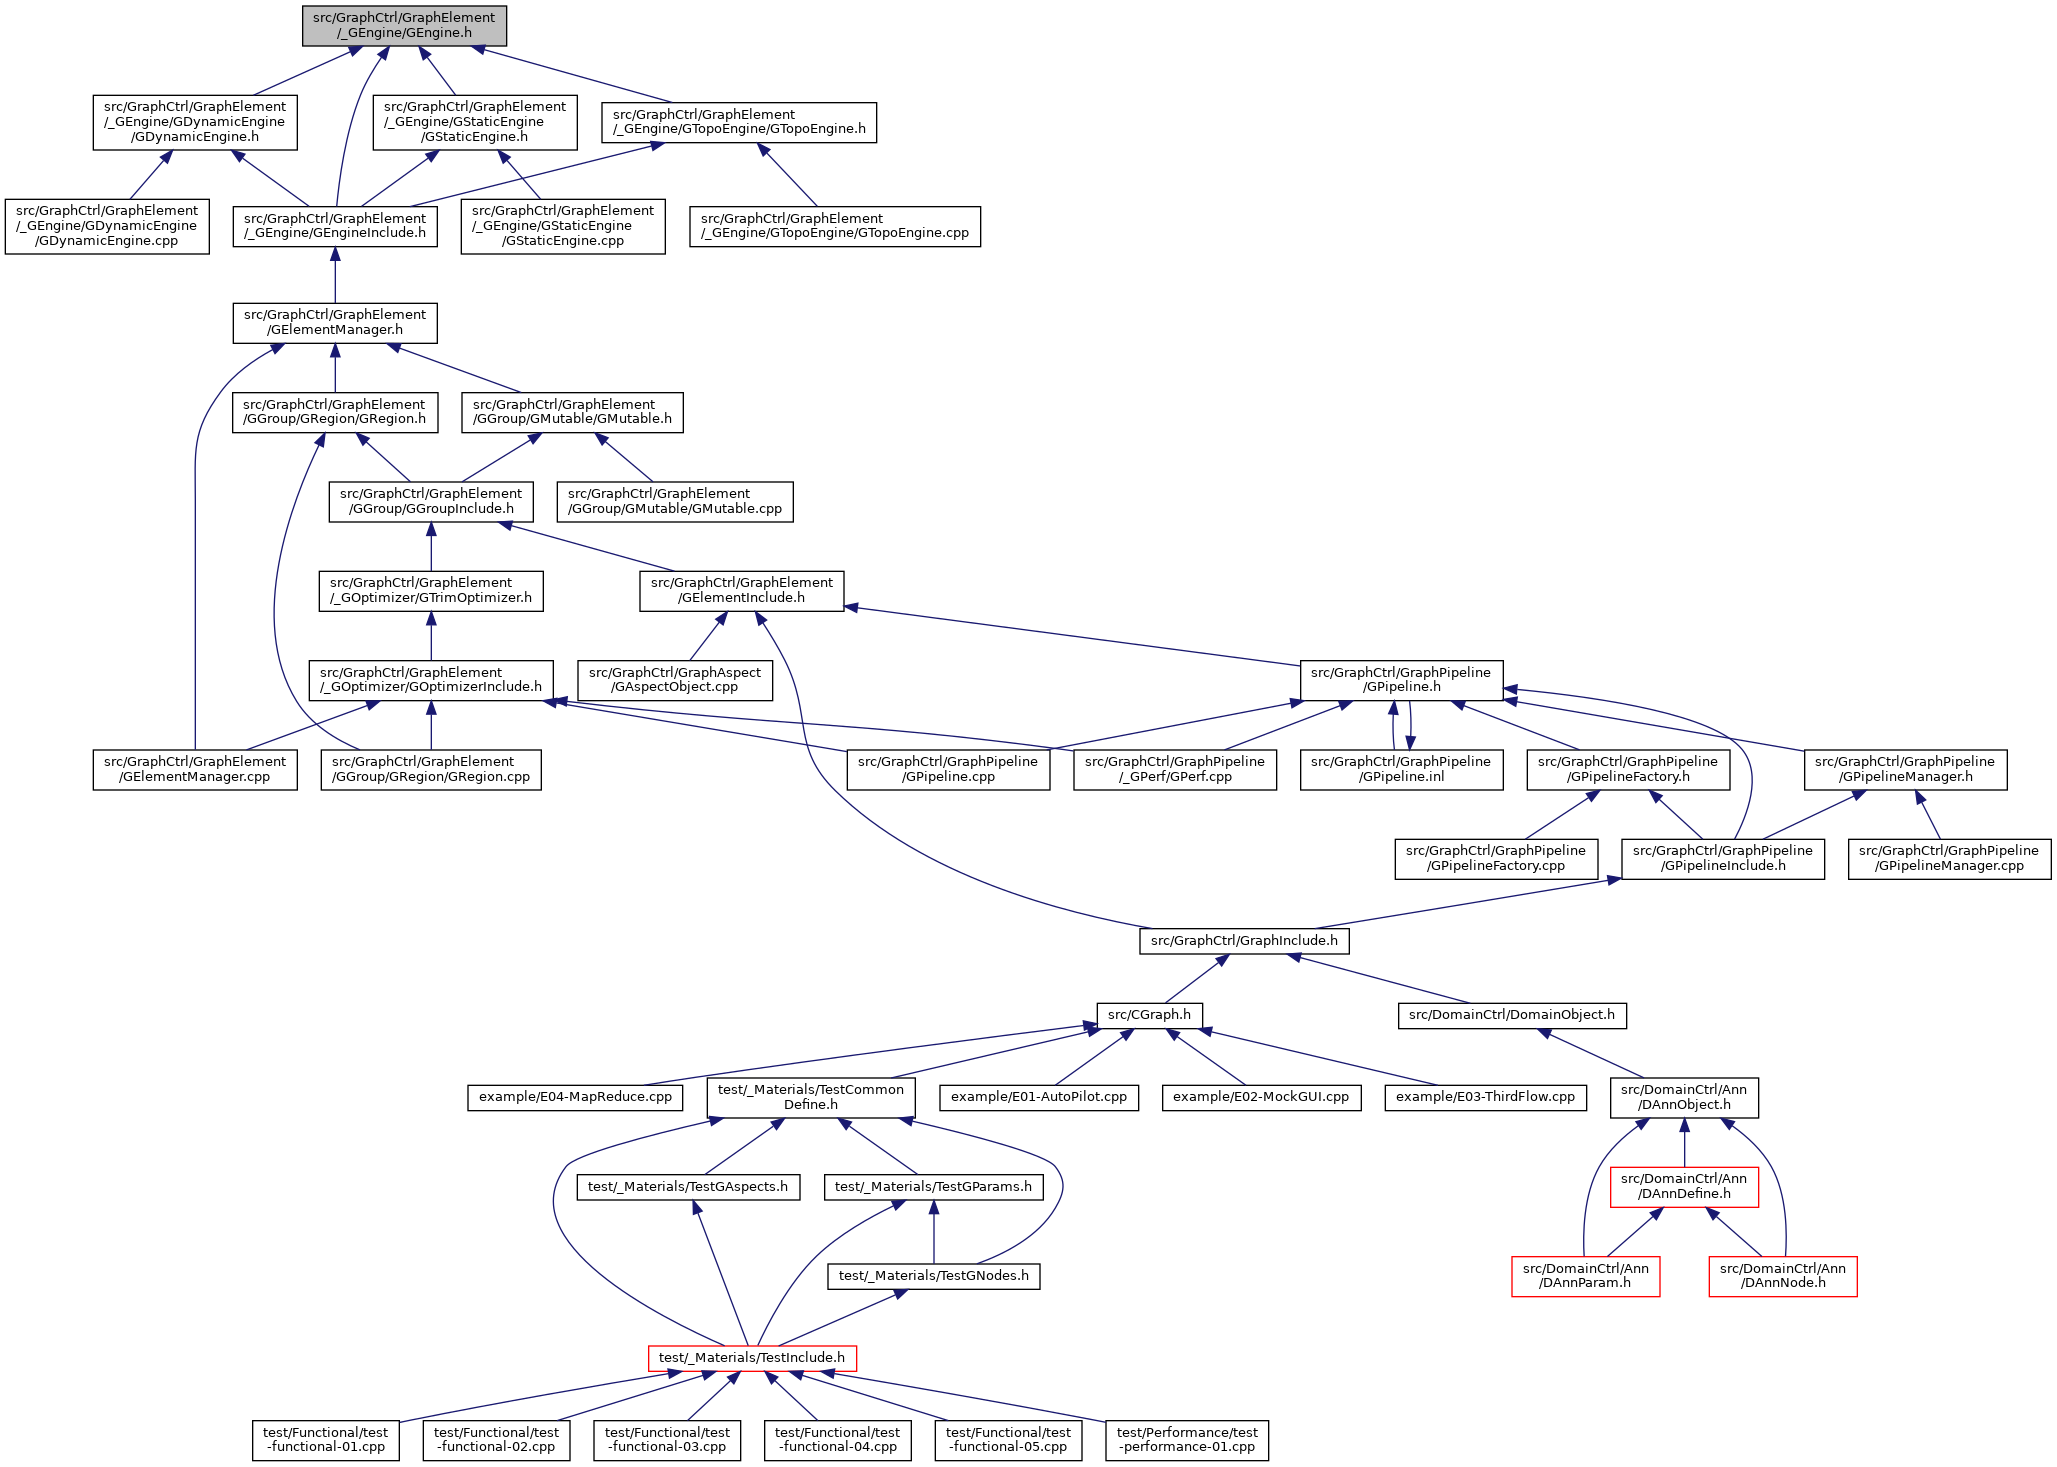 src/GraphCtrl/GraphElement
/_GEngine/GEngine.h
src/GraphCtrl/GraphElement
/_GEngine/GDynamicEngine
/GDynamicEngine.h
src/GraphCtrl/GraphElement
/_GEngine/GStaticEngine
/GStaticEngine.h
src/GraphCtrl/GraphElement
/_GEngine/GTopoEngine/GTopoEngine.h
src/GraphCtrl/GraphElement
/_GEngine/GDynamicEngine
/GDynamicEngine.cpp
src/GraphCtrl/GraphElement
/_GEngine/GEngineInclude.h
src/GraphCtrl/GraphElement
/_GEngine/GStaticEngine
/GStaticEngine.cpp
src/GraphCtrl/GraphElement
/_GEngine/GTopoEngine/GTopoEngine.cpp
src/GraphCtrl/GraphElement
/GElementManager.h
src/GraphCtrl/GraphElement
/GGroup/GRegion/GRegion.h
src/GraphCtrl/GraphElement
/GGroup/GMutable/GMutable.h
src/GraphCtrl/GraphElement
/GGroup/GGroupInclude.h
src/GraphCtrl/GraphElement
/GGroup/GMutable/GMutable.cpp
src/GraphCtrl/GraphElement
/_GOptimizer/GTrimOptimizer.h
src/GraphCtrl/GraphElement
/GElementInclude.h
src/GraphCtrl/GraphElement
/_GOptimizer/GOptimizerInclude.h
src/GraphCtrl/GraphAspect
/GAspectObject.cpp
src/GraphCtrl/GraphPipeline
/GPipeline.h
src/GraphCtrl/GraphElement
/GElementManager.cpp
src/GraphCtrl/GraphElement
/GGroup/GRegion/GRegion.cpp
src/GraphCtrl/GraphPipeline
/GPipeline.cpp
src/GraphCtrl/GraphPipeline
/_GPerf/GPerf.cpp
src/GraphCtrl/GraphPipeline
/GPipeline.inl
src/GraphCtrl/GraphPipeline
/GPipelineFactory.h
src/GraphCtrl/GraphPipeline
/GPipelineManager.h
src/GraphCtrl/GraphPipeline
/GPipelineFactory.cpp
src/GraphCtrl/GraphPipeline
/GPipelineInclude.h
src/GraphCtrl/GraphPipeline
/GPipelineManager.cpp
src/GraphCtrl/GraphInclude.h
src/CGraph.h
src/DomainCtrl/DomainObject.h
example/E04-MapReduce.cpp
test/_Materials/TestCommon
Define.h
example/E01-AutoPilot.cpp
example/E02-MockGUI.cpp
example/E03-ThirdFlow.cpp
src/DomainCtrl/Ann
/DAnnObject.h
test/_Materials/TestGAspects.h
test/_Materials/TestGParams.h
src/DomainCtrl/Ann
/DAnnDefine.h
test/_Materials/TestGNodes.h
src/DomainCtrl/Ann
/DAnnParam.h
src/DomainCtrl/Ann
/DAnnNode.h
test/_Materials/TestInclude.h
test/Functional/test
-functional-01.cpp
test/Functional/test
-functional-02.cpp
test/Functional/test
-functional-03.cpp
test/Functional/test
-functional-04.cpp
test/Functional/test
-functional-05.cpp
test/Performance/test
-performance-01.cpp